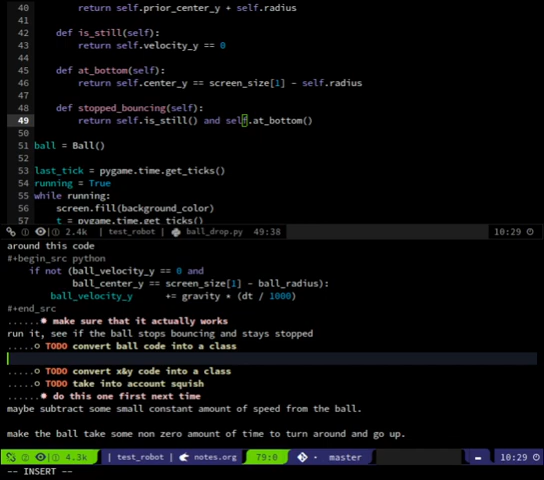 40 return self.prior_center_y + self.radius
41
42 def is_still(self):
43 return self.velocity_y == 0
44
45 def at_bottom(self):
46 return self.center_y == screen_size[1] - self.radius
47
48 def stopped_bouncing(self):
49 return self.is_still() and self.at_bottom()
50
51 ball = Ball()
52
53 last_tick = pygame.time.get_ticks()
54 running = True
55 while running:
56 screen.fill(background_color)
57 t = pygame.time.get_ticks()
2.4k | test_robot | ball_drop.py 49:38 10:29
around this code
#+begin_src python
if not (ball_velocity_y == 0 and
ball_center_y == screen_size[1] - ball_radius):
ball_velocity_y += gravity * (dt / 1000)
#+end_src
......* make sure that it actually works
run it, see if the ball stops bouncing and stays stopped
.....o TODO convert ball code into a class
.....o TODO convert x&y code into a class
.....o TODO take into account squish
......* do this one first next time
maybe subtract some small constant amount of speed from the ball.
make the ball take some non zero amount of time to turn around and go up.
4.3k | test_robot | notes.org 79:0 master 10:29
-- INSERT --